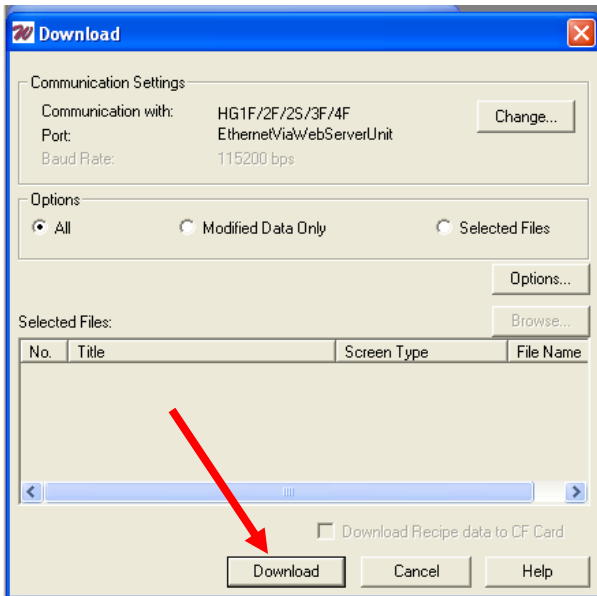 Download
Communication Settings
Communication with: HG1F/2F/2S/3F/4F
Change...
Port: EthernetViaWebServerUnit
Baud Rate: 115200 bps
Options
All Modified Data Only Selected Files
Options...
Selected Files: Browse...
No. Title Screen Type File Name
Download Recipe data to CF Card
Download Cancel Help